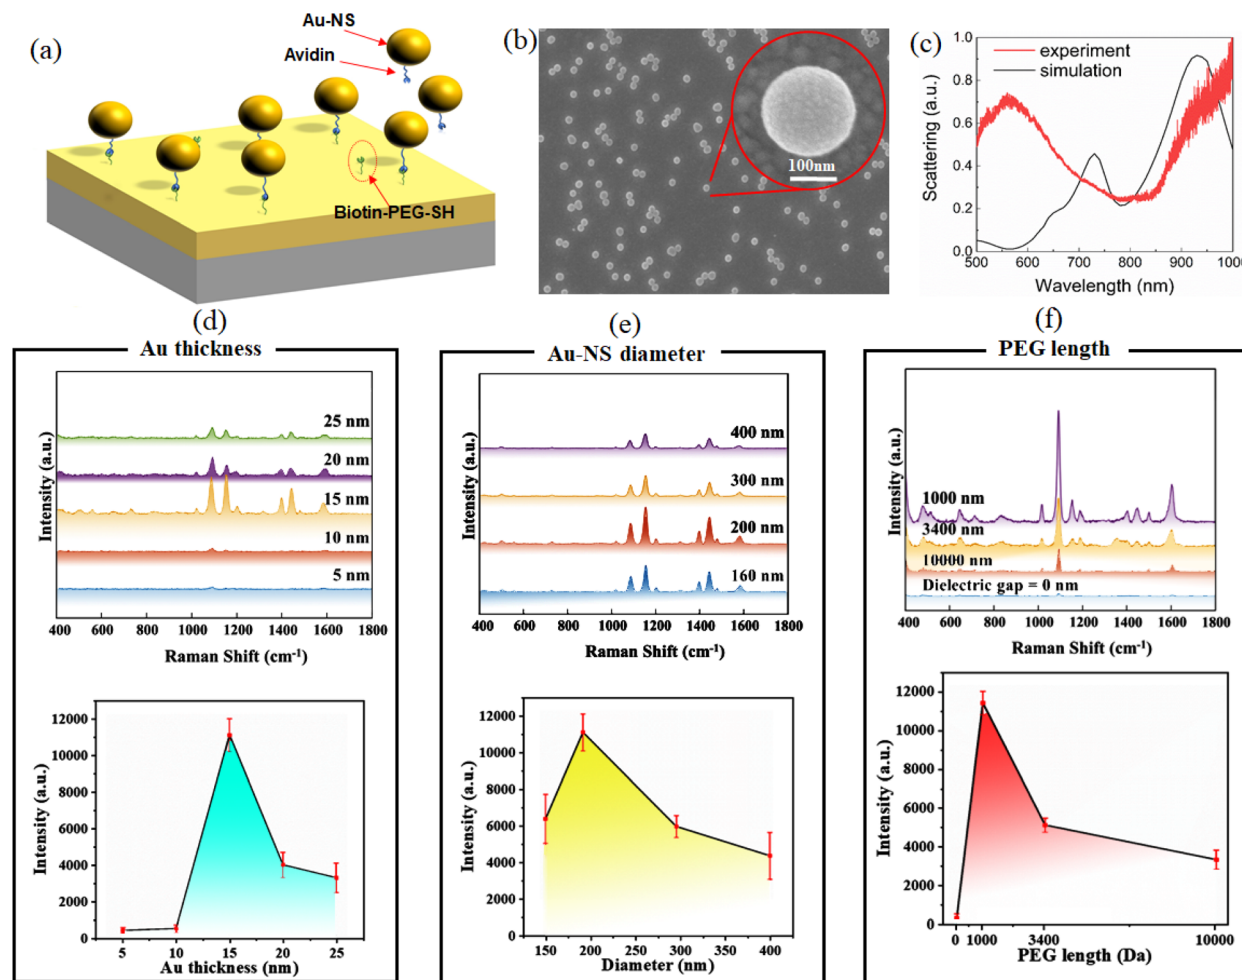 (a)
Au-NS
Avidin
Biotin-PEG-SH
(b)
100nm
(c)
experiment
simulation
Scattering (a.u.)
1.0
0.8
0.6
0.4
0.2
0.0
500 600 700 800 900 1000
Wavelength (nm)
(d)
Au thickness
25 nm
20 nm
15 nm
10 nm
5 nm
Intensity (a.u.)
400 600 800 1000 1200 1400 1600 1800
Raman Shift (cm⁻¹)
12000
10000
8000
6000
4000
2000
0
Intensity (a.u.)
5 10 15 20 25
Au thickness (nm)
(e)
Au-NS diameter
400 nm
300 nm
200 nm
160 nm
Intensity (a.u.)
400 600 800 1000 1200 1400 1600 1800
Raman Shift (cm⁻¹)
12000
10000
8000
6000
4000
2000
0
Intensity (a.u.)
150 200 250 300 350 400
Diameter (nm)
(f)
PEG length
1000 nm
3400 nm
10000 nm
Dielectric gap = 0 nm
Intensity (a.u.)
400 600 800 1000 1200 1400 1600 1800
Raman Shift (cm⁻¹)
12000
10000
8000
6000
4000
2000
0
Intensity (a.u.)
0 1000 3400 10000
PEG length (Da)